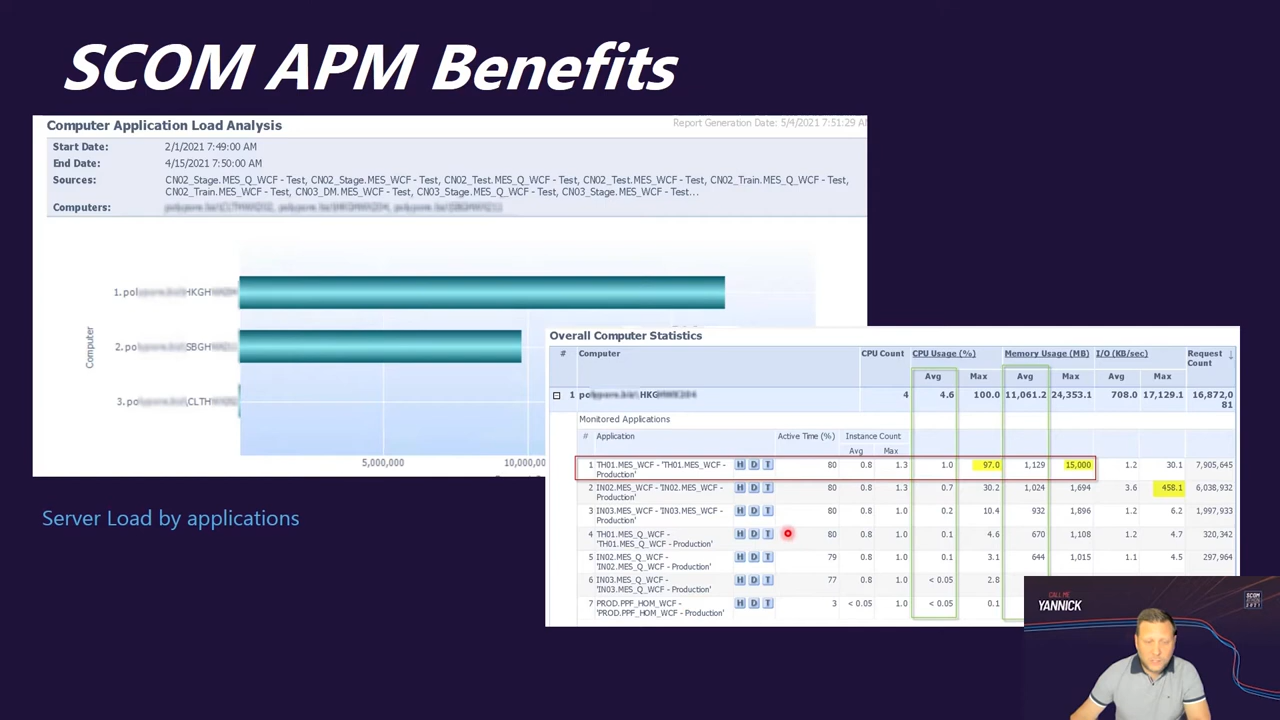 SCOM APM Benefits
Computer Application Load Analysis
Report Generation Date: 5/4/2021 7:51:29 AM
Start Date: 2/1/2021 7:49:00 AM
End Date: 4/15/2021 7:50:00 AM
Sources: CN02_Stage.MES_Q_WCF - Test, CN02_Stage.MES_WCF - Test, CN02_Test.MES_Q_WCF - Test, CN02_Test.MES_WCF - Test, CN02_Train.MES_Q_WCF - Test,
CN02_Train.MES_WCF - Test, CN03_DM.MES_WCF - Test, CN03_Stage.MES_Q_WCF - Test, CN03_Stage.MES_WCF - Test...
Computers:
Computer
1. pol HKGH
2. po SBGH
3. po CLTH
5,000,000 10,000,
Server Load by applications
Overall Computer Statistics
# Computer CPU Count CPU Usage (%) Memory Usage (MB) I/O (KB/sec) Request Count
Avg Max Avg Max Avg Max
1 po HKG 4 4.6 100.0 11,061.2 24,353.1 708.0 17,129.1 16,872,0
81
Monitored Applications
# Application Active Time (%) Instance Count
Avg Max
1 TH01.MES_WCF - 'TH01.MES_WCF - H D T 80 0.8 1.3 1.0 97.0 1,129 15,000 1.2 30.1 7,905,645
Production'
2 IN02.MES_WCF - 'IN02.MES_WCF - H D T 80 0.8 1.3 0.7 30.2 1,024 1,694 3.6 458.1 6,038,932
Production'
3 IN03.MES_WCF - 'IN03.MES_WCF - H D T 80 0.8 1.0 0.2 10.4 932 1,896 1.2 6.2 1,997,933
Production'
4 TH01.MES_Q_WCF - H D T 80 0.8 1.0 0.1 4.6 670 1,108 1.2 4.7 320,342
'TH01.MES_Q_WCF - Production'
5 IN02.MES_Q_WCF - H D T 79 0.8 1.0 0.1 3.1 644 1,015 1.1 4.5 297,964
'IN02.MES_Q_WCF - Production'
6 IN03.MES_Q_WCF - H D T 77 0.8 1.0 < 0.05 2.8
'IN03.MES_Q_WCF - Production'
7 PROD.PPF_HOM_WCF - H D T 3 < 0.05 1.0 < 0.05 0.1
'PROD.PPF_HOM_WCF - Production'
CALL ME
YANNICK
SCOM